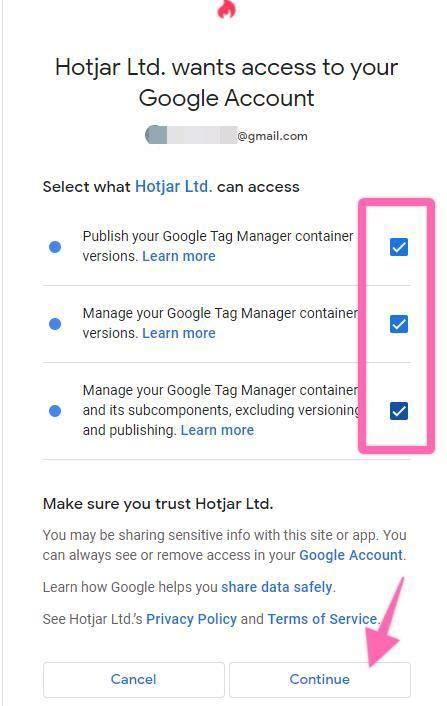 Hotjar Ltd. wants access to your
Google Account
@gmail.com
Select what Hotjar Ltd. can access
Publish your Google Tag Manager container
versions. Learn more
Manage your Google Tag Manager container
versions. Learn more
Manage your Google Tag Manager container
and its subcomponents, excluding versioning
and publishing. Learn more
Make sure you trust Hotjar Ltd.
You may be sharing sensitive info with this site or app. You
can always see or remove access in your Google Account.
Learn how Google helps you share data safely.
See Hotjar Ltd.'s Privacy Policy and Terms of Service.
Cancel
Continue